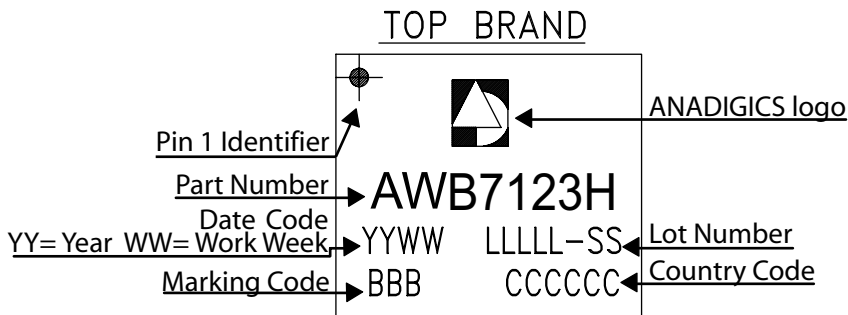 TOP BRAND
ANADIGICS logo
Pin 1 Identifier
Part Number
AWB7123H
Date Code
YY= Year WW= Work Week
YYWW LLLLL-SS
Lot Number
Marking Code
BBB CCCCCC
Country Code